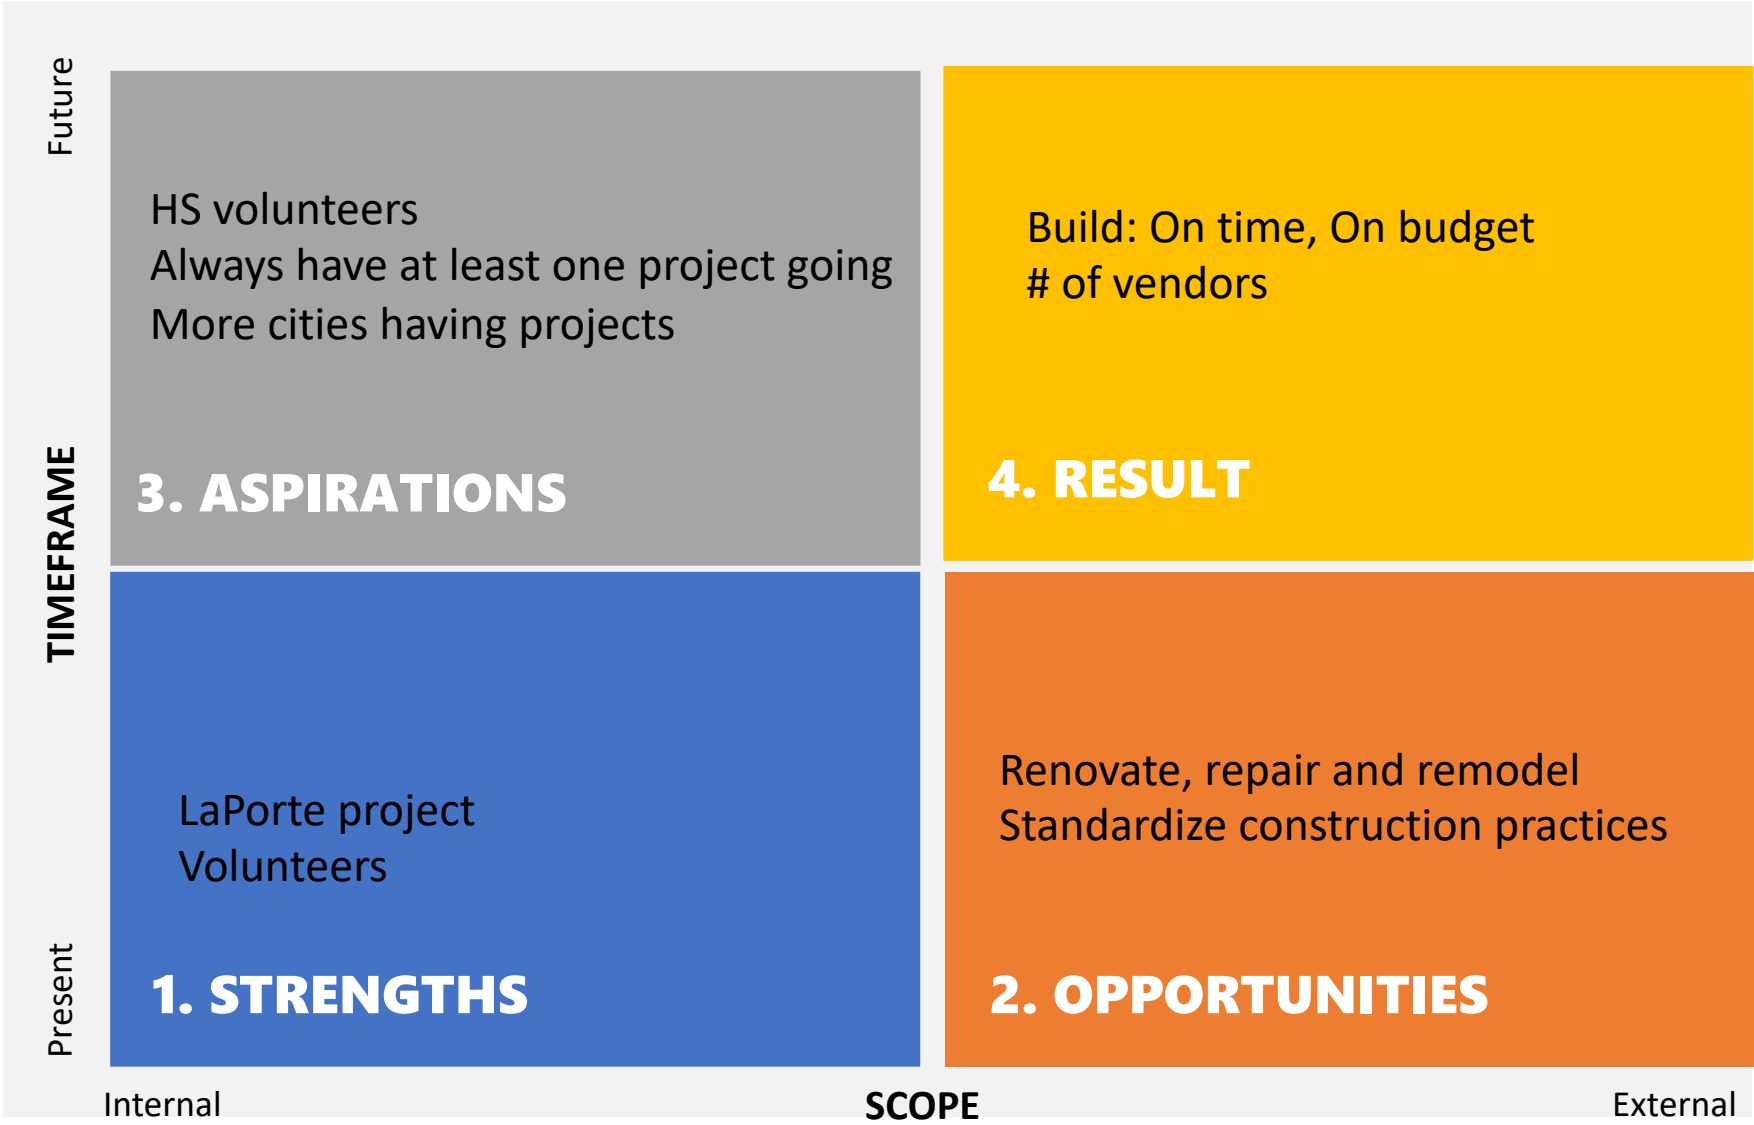 Future
HS volunteers
Always have at least one project going
More cities having projects
3. ASPIRATIONS
Build: On time, On budget
# of vendors
4. RESULT
TIMEFRAME
LaPorte project
Volunteers
1. STRENGTHS
Renovate, repair and remodel
Standardize construction practices
2. OPPORTUNITIES
Present
Internal
SCOPE
External